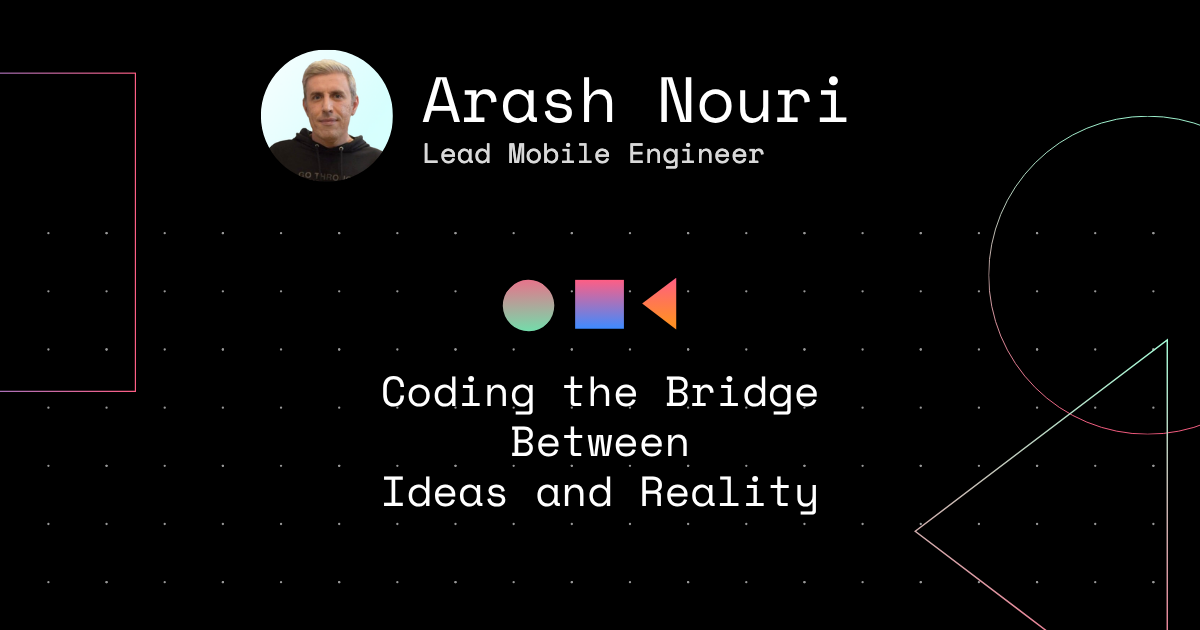 Arash Nouri
Lead Mobile Engineer
Coding the Bridge
Between
Ideas and Reality